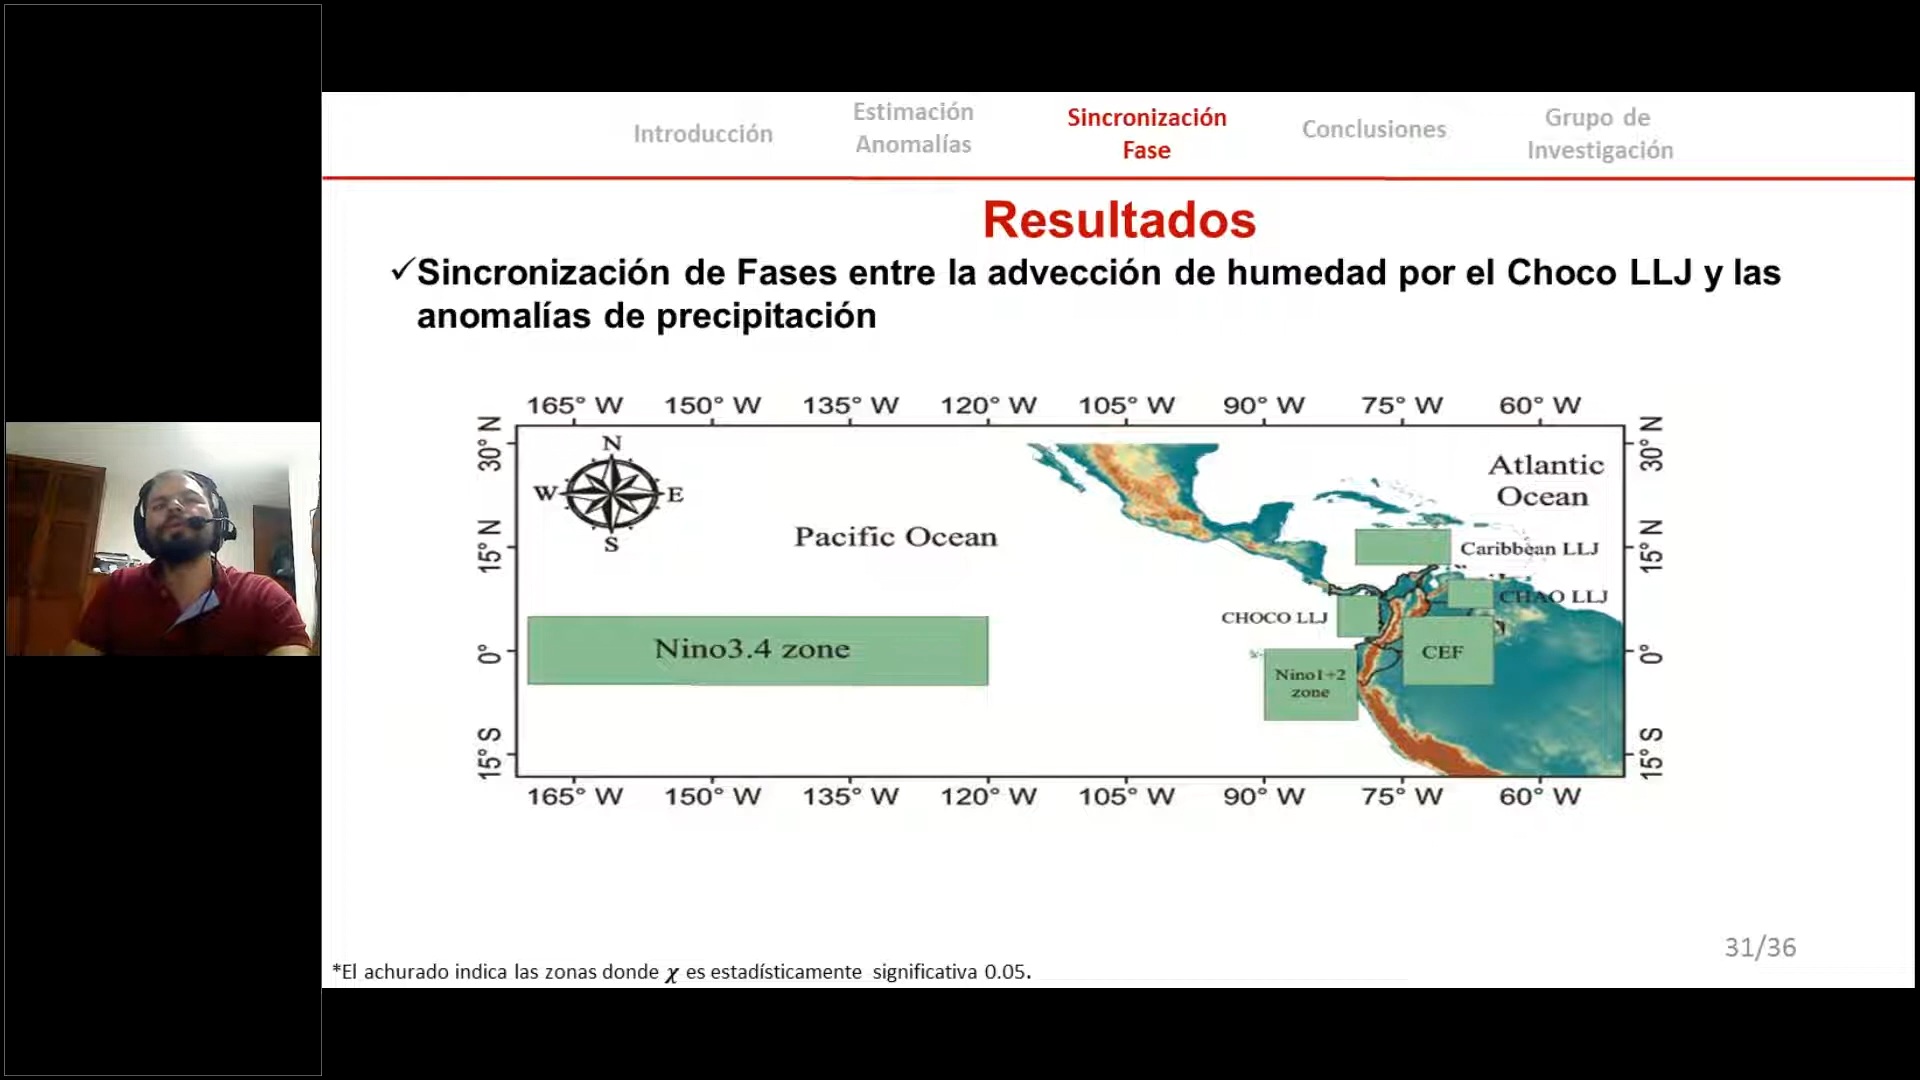 Introducción
Estimación
Anomalías
Sincronización
Fase
Conclusiones
Grupo de
Investigación
Resultados
✓Sincronización de Fases entre la advección de humedad por el Choco LLJ y las
anomalías de precipitación
165° W 150° W 135° W 120° W 105° W 90° W 75° W 60° W
30° N
15° N
0°
15° S
N
W E
S
Pacific Ocean
Atlantic
Ocean
Caribbean LLJ
CHAO LLJ
CHOCO LLJ
Nino3.4 zone
CEF
Nino1+2
zone
30° N
15° N
0°
15° S
165° W 150° W 135° W 120° W 105° W 90° W 75° W 60° W
31/36
*El achurado indica las zonas donde χ es estadísticamente significativa 0.05.